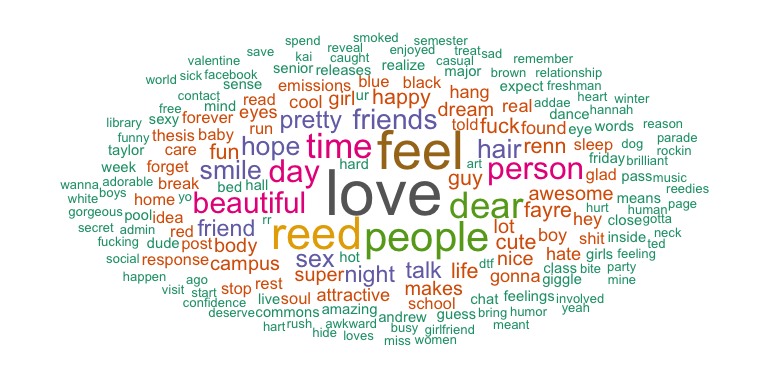 spend smoked semester
save reveal enjoyed treat sad
valentine kai caught casual remember
world sick facebook senior releases realize major brown relationship
contact sense emissions blue black expect freshman
free mind read cool girl ur happy hang dream real addae heart winter
library sexy forever eyes pretty friends told fuck found dance hannah
funny thesis baby run eye words reason
taylor care fun hope time feel hair renn sleep dog parade
week forget smile day hard art person friday brilliant rockin
wanna adorable break bed hall love guy glad pass music
white boys home yo beautiful dear awesome means reedies
gorgeous pool idea rr fayre hurt human page
secret admin red friend reed people lot hey close gotta
fucking dude post body cute boy shit inside neck
social response campus sex hot nice hate girls feeling ted
happen ago super night talk life dtf gonna class bite party
visit start stop rest makes giggle mine
confidence live soul attractive school chat feelings involved
deserve commons amazing andrew guess bring humor yeah
hart rush awkward busy girlfriend meant
hide loves miss women